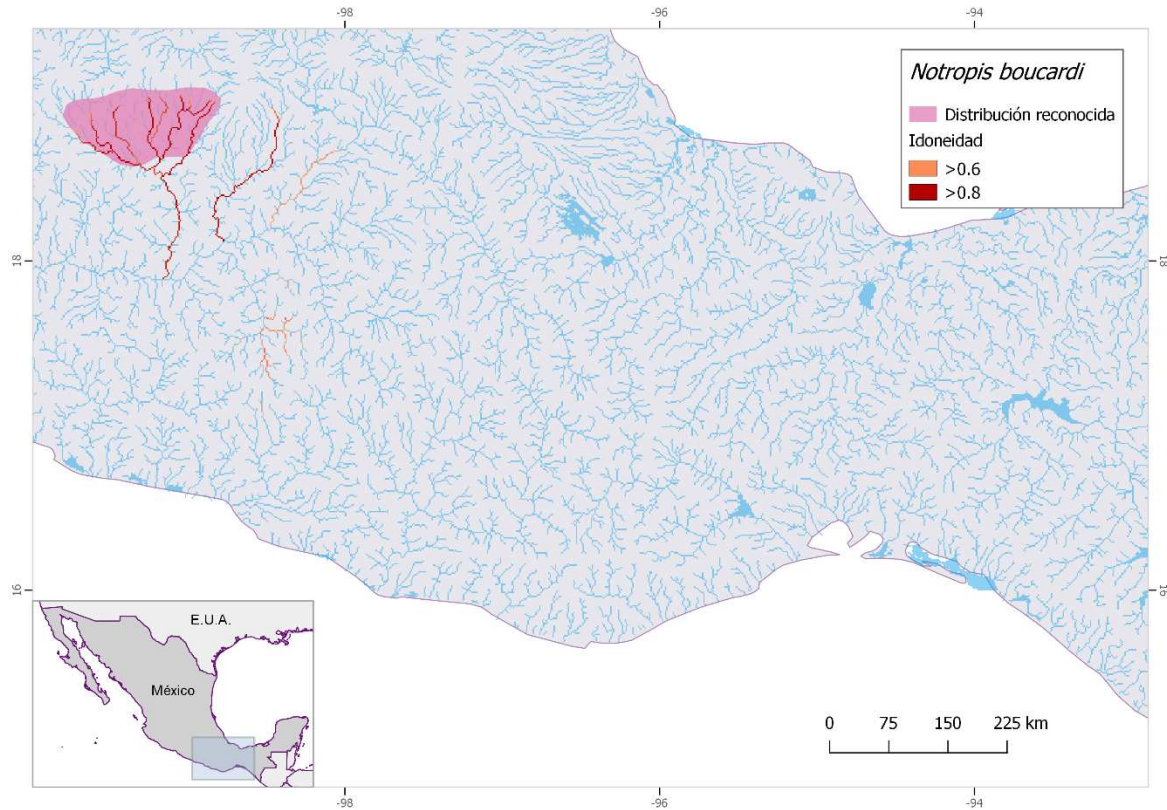 -98
-96
-94
Notropis boucardi
Distribución reconocida
Idoneidad
>0.6
>0.8
18
18
16
16
E.U.A.
México
0 75 150 225 km
-98
-96
-94